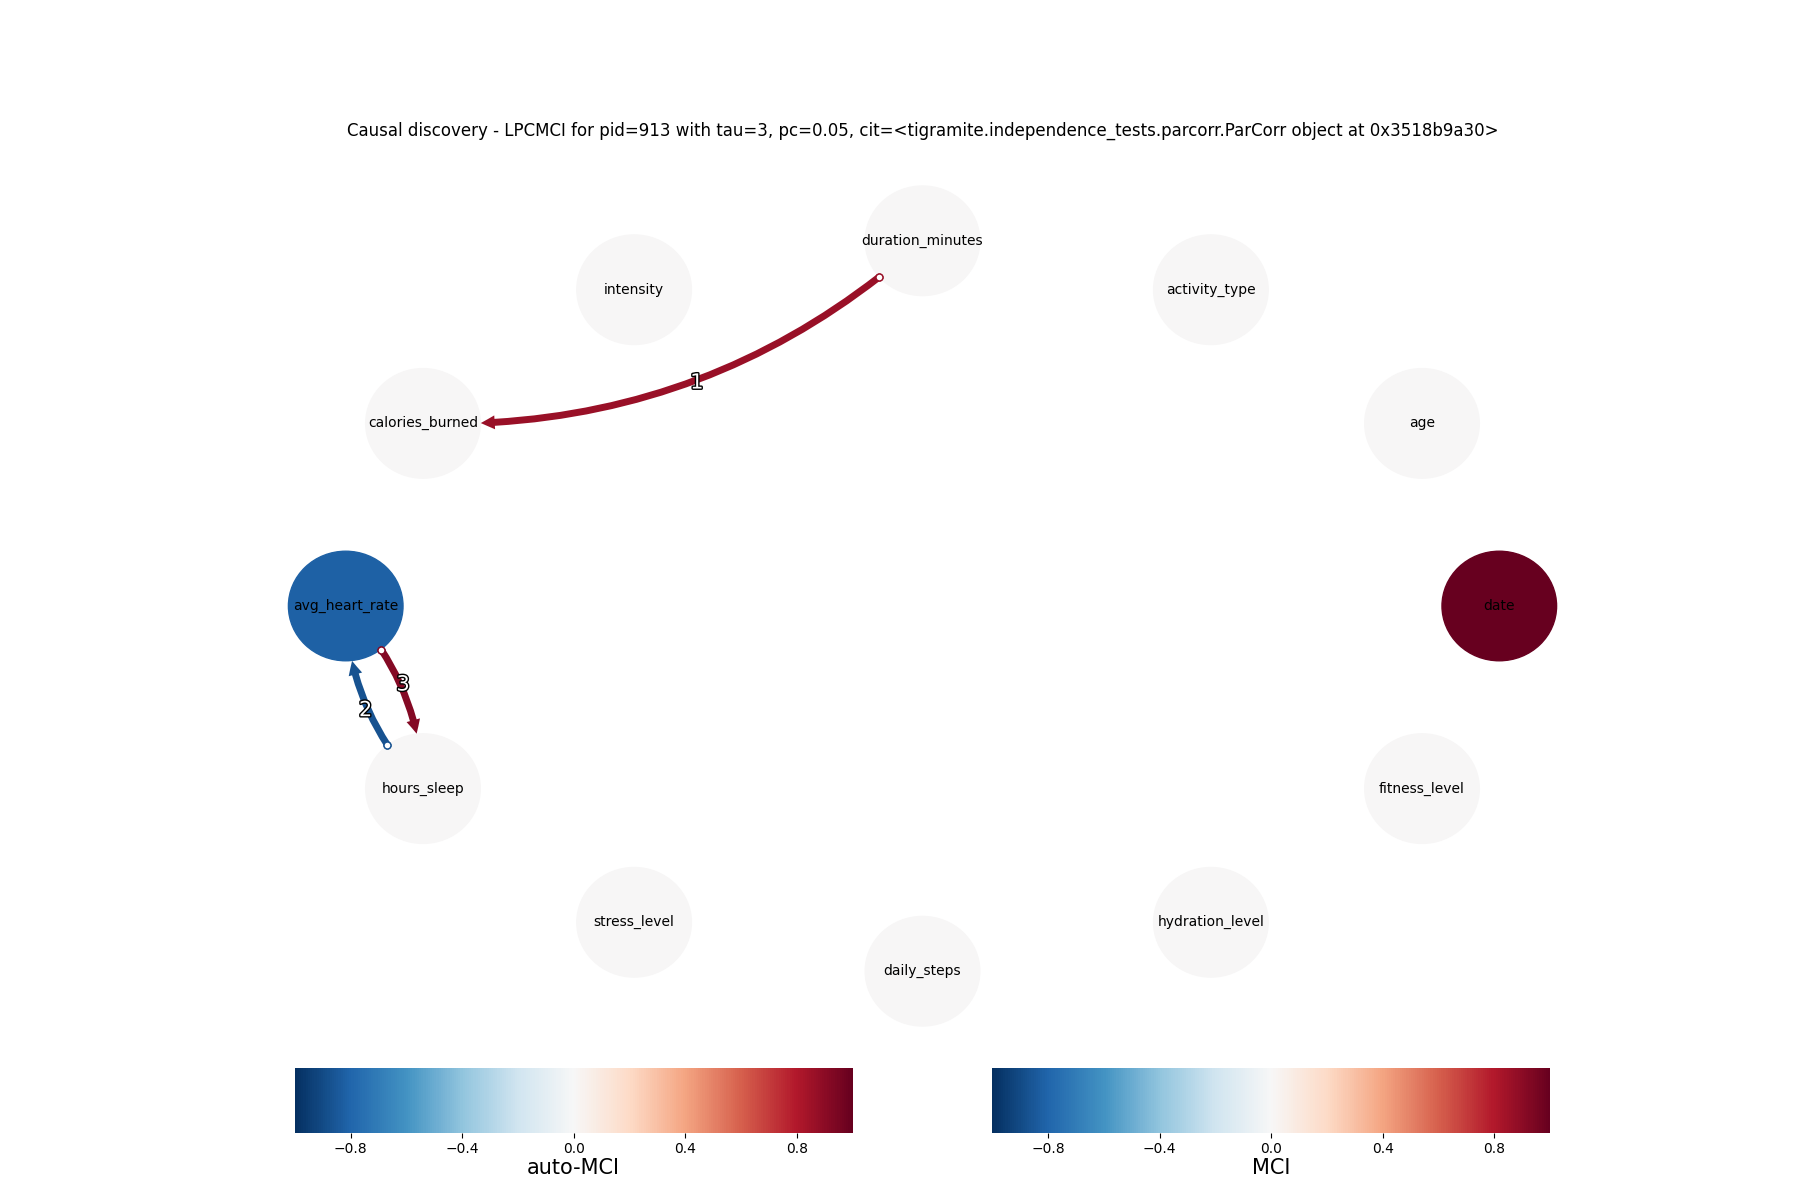 Causal discovery - LPCMCI for pid=913 with tau=3, pc=0.05, cit=<tigramite.independence_tests.parcorr.ParCorr object at 0x3518b9a30>
duration_minutes
intensity
activity_type
1
calories_burned
age
avg_heart_rate
date
3
2
hours_sleep
fitness_level
stress_level
hydration_level
daily_steps
−0.8 −0.4 0.0 0.4 0.8
auto-MCI
−0.8 −0.4 0.0 0.4 0.8
MCI